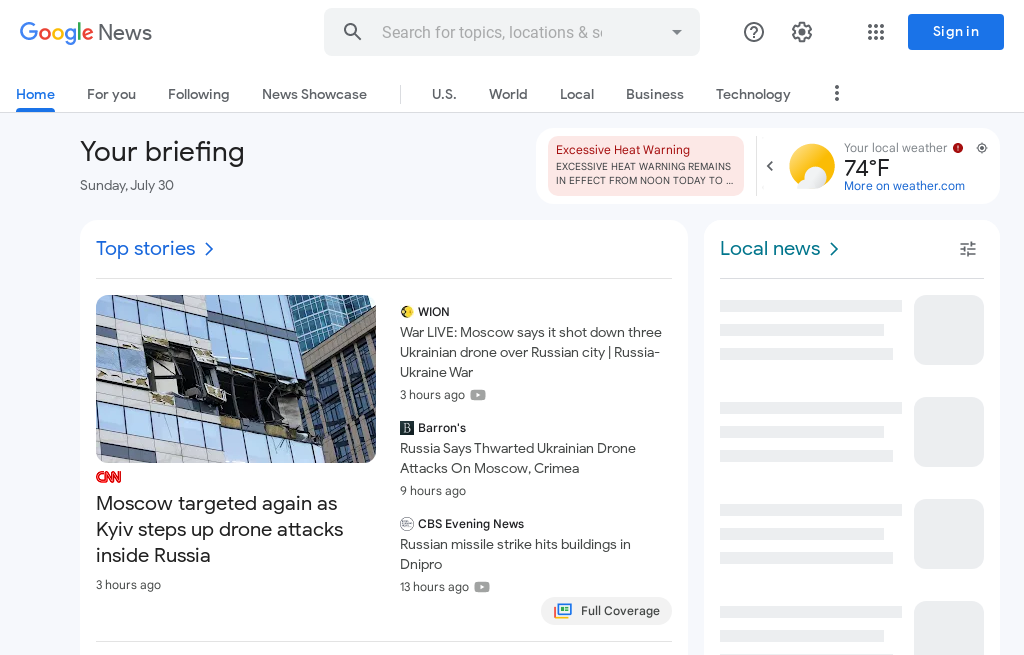 Google News
Search for topics, locations & s
Sign in
Home
For you
Following
News Showcase
U.S.
World
Local
Business
Technology
Your briefing
Sunday, July 30
Excessive Heat Warning
EXCESSIVE HEAT WARNING REMAINS
IN EFFECT FROM NOON TODAY TO ...
Your local weather
74°F
More on weather.com
Top stories
CNN
Moscow targeted again as
Kyiv steps up drone attacks
inside Russia
3 hours ago
WION
War LIVE: Moscow says it shot down three
Ukrainian drone over Russian city | Russia-
Ukraine War
3 hours ago
B Barron's
Russia Says Thwarted Ukrainian Drone
Attacks On Moscow, Crimea
9 hours ago
CBS Evening News
Russian missile strike hits buildings in
Dnipro
13 hours ago
Full Coverage
Local news